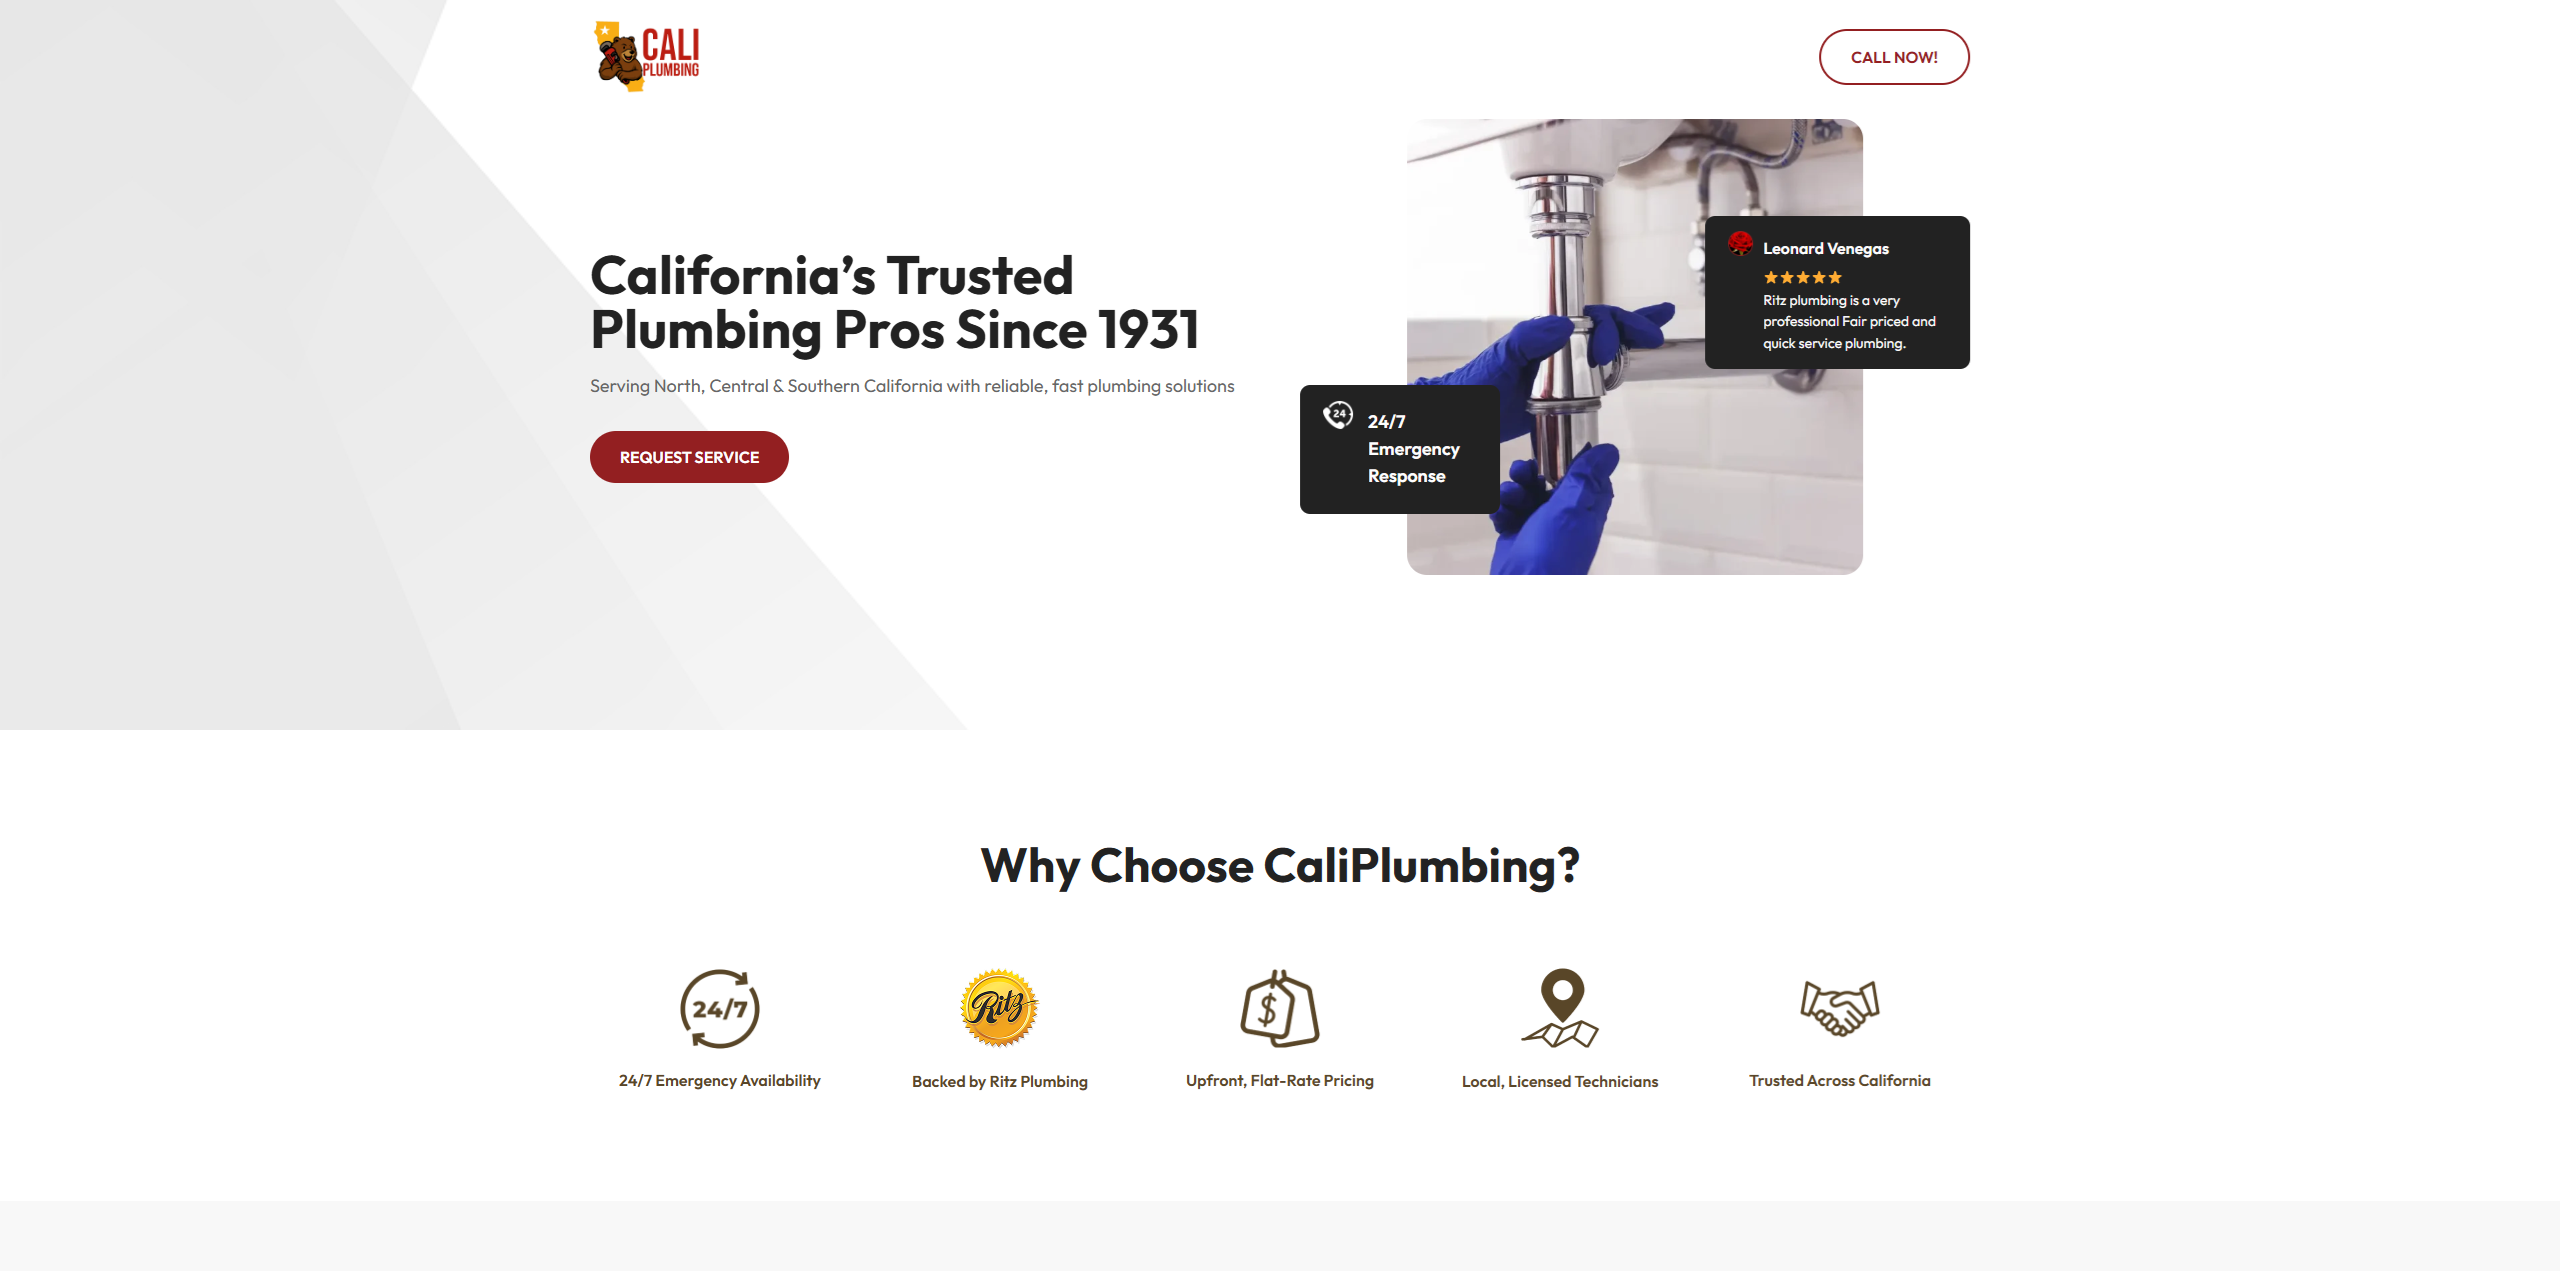 CALI
PLUMBING
CALL NOW!
California’s Trusted
Plumbing Pros Since 1931
Serving North, Central & Southern California with reliable, fast plumbing solutions
REQUEST SERVICE
Leonard Venegas
Ritz plumbing is a very
professional Fair priced and
quick service plumbing.
24
24/7
Emergency
Response
Why Choose CaliPlumbing?
24/7
Ritz
$
24/7 Emergency Availability
Backed by Ritz Plumbing
Upfront, Flat-Rate Pricing
Local, Licensed Technicians
Trusted Across California